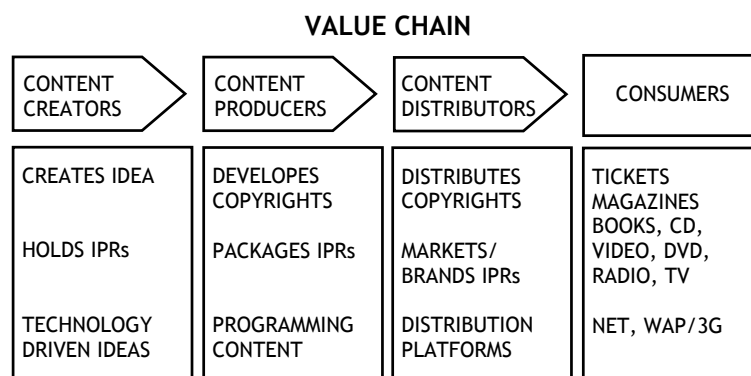 VALUE CHAIN
CONTENT
CREATORS
CONTENT
PRODUCERS
CONTENT
DISTRIBUTORS
CONSUMERS
CREATES IDEA
HOLDS IPRs
TECHNOLOGY
DRIVEN IDEAS
DEVELOPES
COPYRIGHTS
PACKAGES IPRs
PROGRAMMING
CONTENT
DISTRIBUTES
COPYRIGHTS
MARKETS/
BRANDS IPRs
DISTRIBUTION
PLATFORMS
TICKETS
MAGAZINES
BOOKS, CD,
VIDEO, DVD,
RADIO, TV
NET, WAP/3G